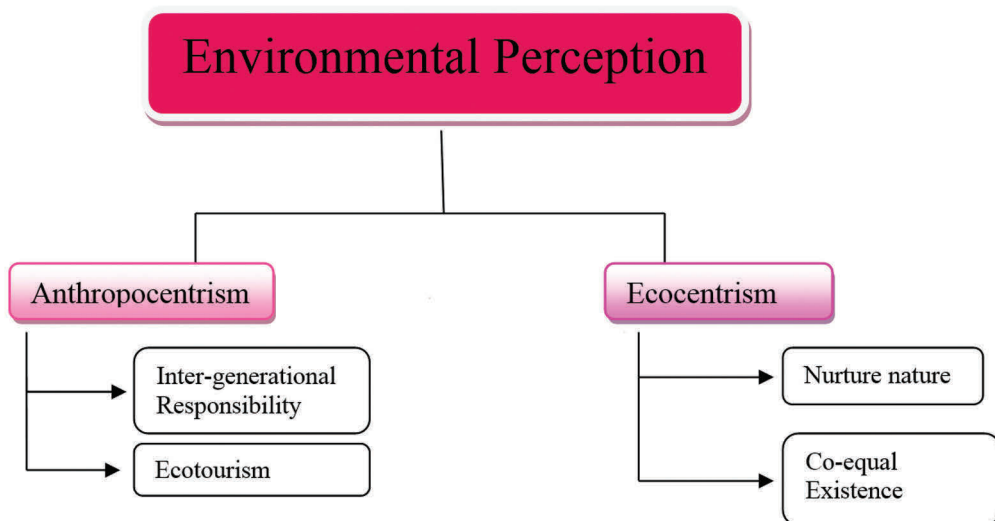 Environmental Perception
Anthropocentrism
Ecocentrism
Inter-generational
Responsibility
Ecotourism
Nurture nature
Co-equal
Existence